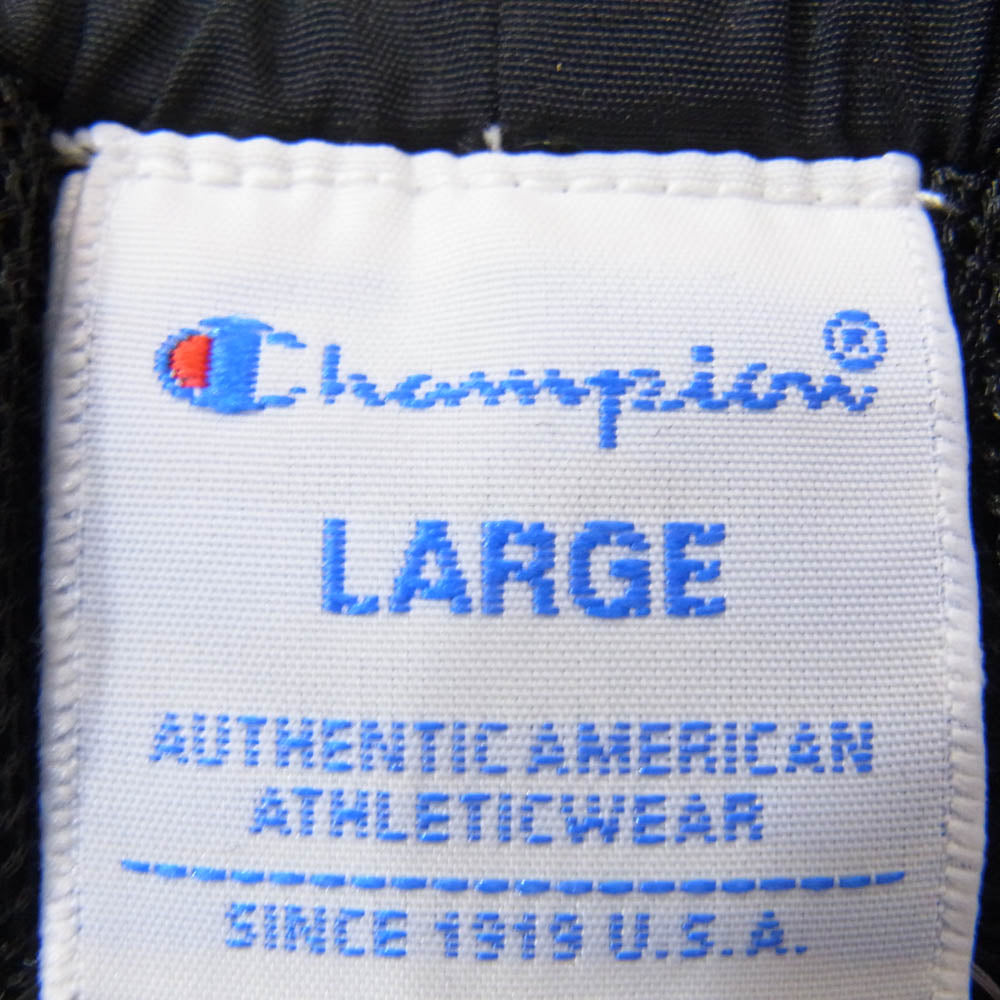 Champion®
LARGE
AUTHENTIC AMERICAN
ATHLETICWEAR
SINCE 1919 U.S.A.